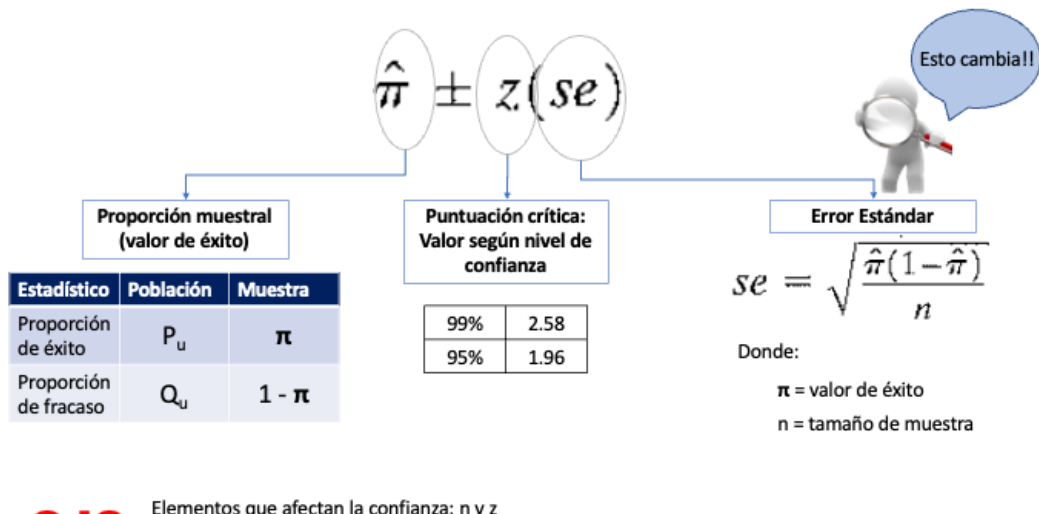 Esto cambia!!
π̂ ± z(se)
Proporción muestral
(valor de éxito)
Puntuación crítica:
Valor según nivel de
confianza
Error Estándar
Estadístico Población Muestra
Proporción
de éxito
Pᵤ
π
Proporción
de fracaso
Qᵤ
1 - π
99% 2.58
95% 1.96
se = √(π̂(1−π̂)/n)
Donde:
π = valor de éxito
n = tamaño de muestra
Elementos que afectan la confianza: n y z